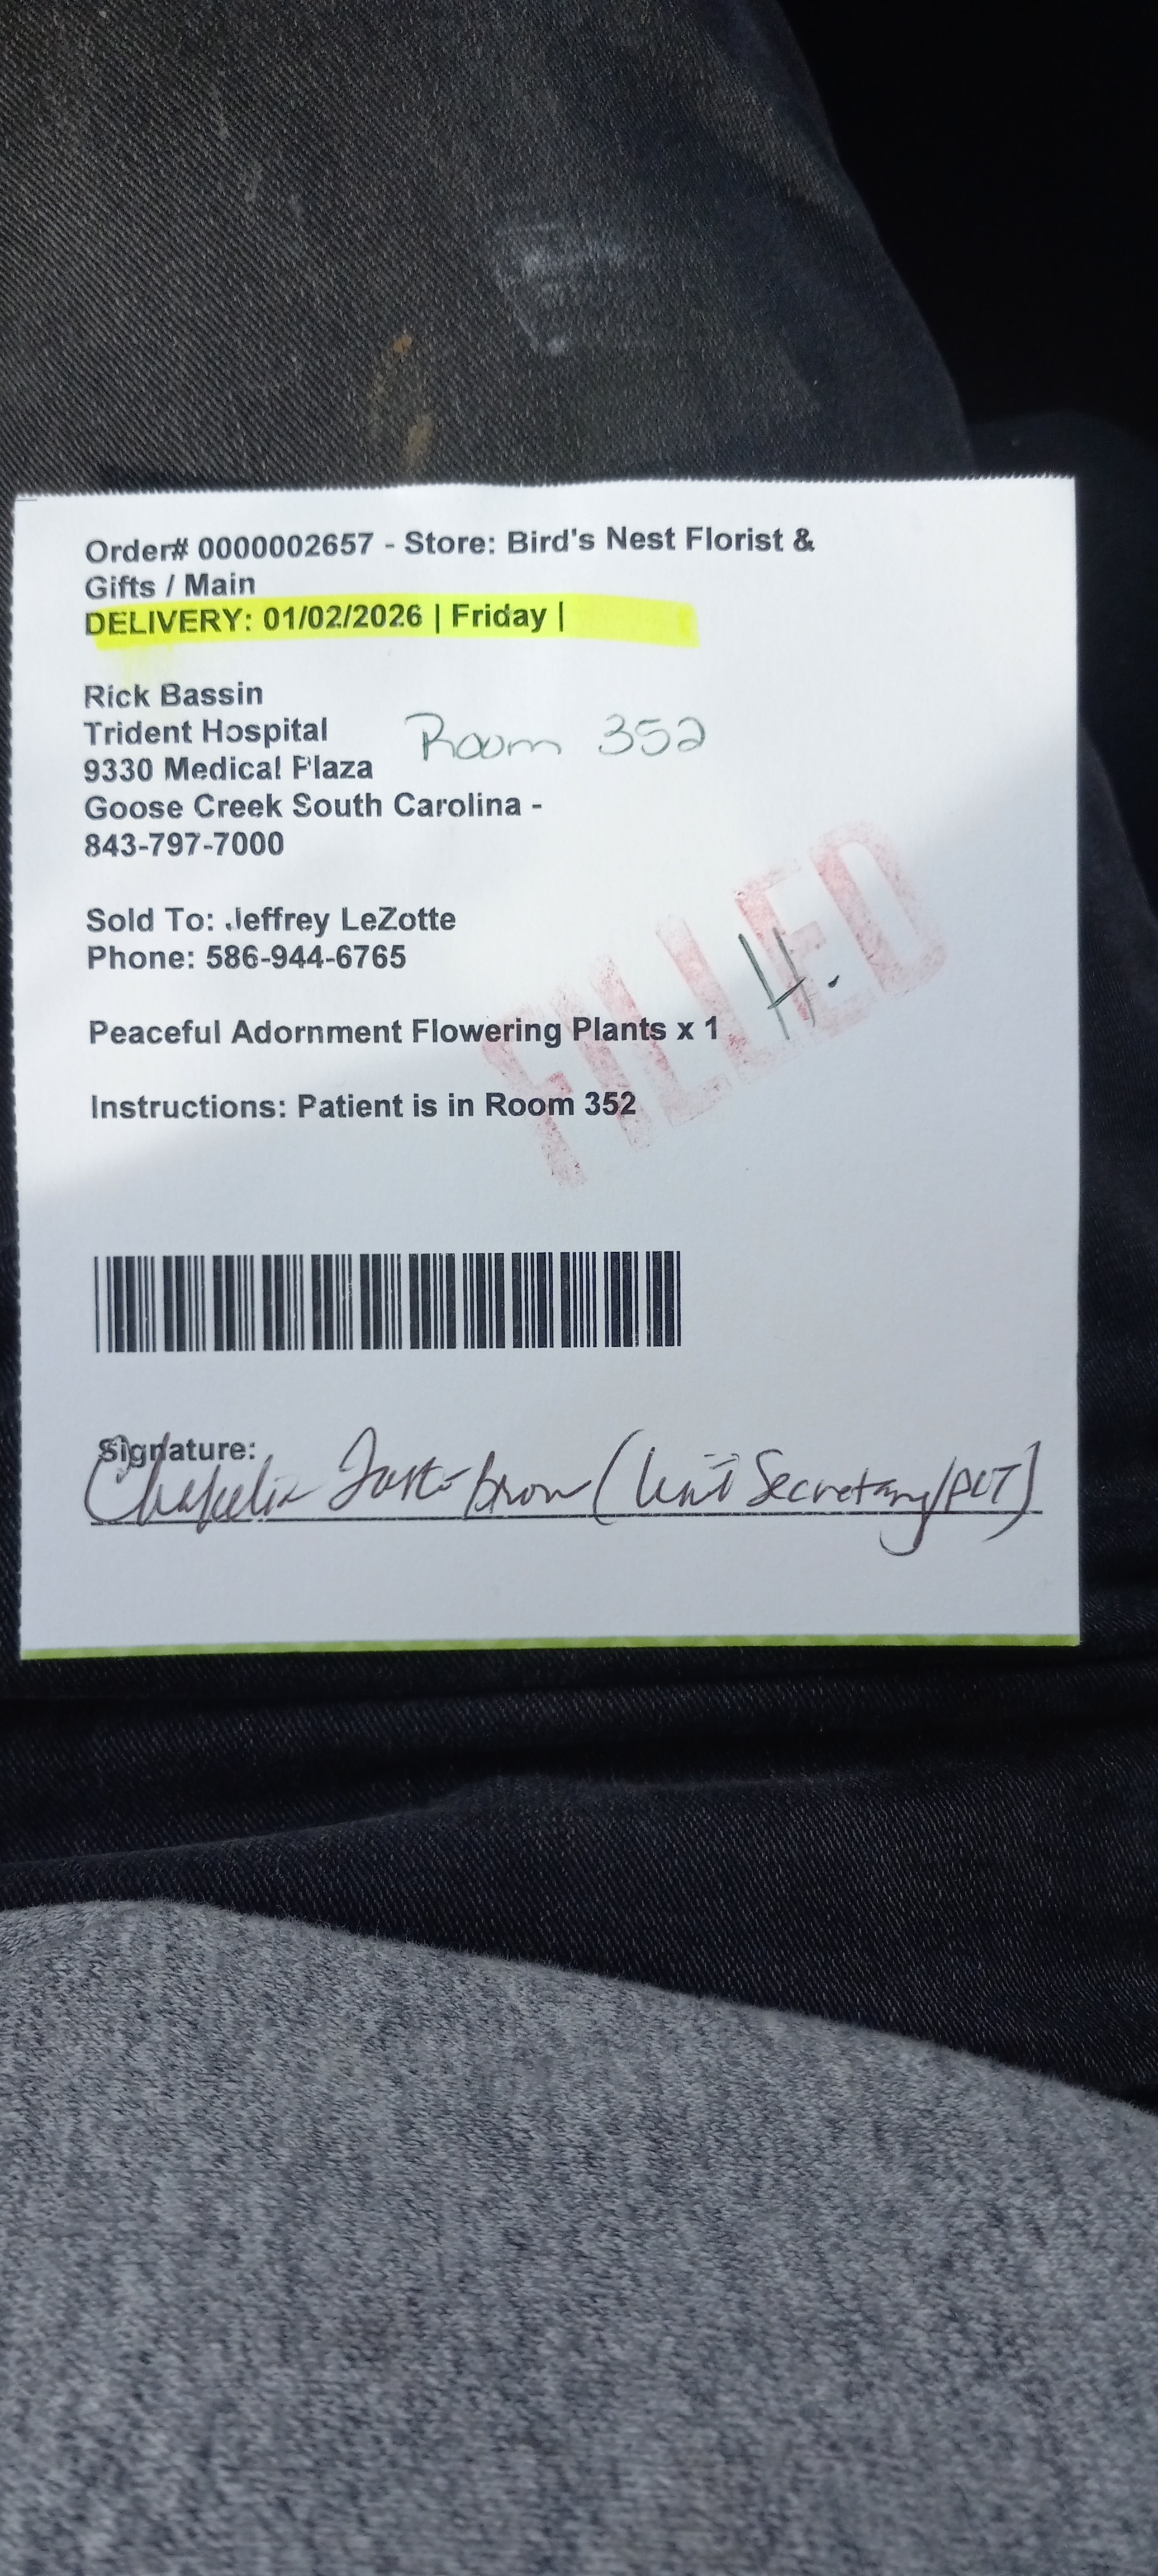 Order# 0000002657 - Store: Bird's Nest Florist &
Gifts / Main
DELIVERY: 01/02/2026 | Friday |
Rick Bassin
Trident Hospital
Room 352
9330 Medical Plaza
Goose Creek South Carolina -
843-797-7000
Sold To: Jeffrey LeZotte
Phone: 586-944-6765
FILLED
H.
Peaceful Adornment Flowering Plants x 1
Instructions: Patient is in Room 352
Signature:
(Unit Secretary/PCT)